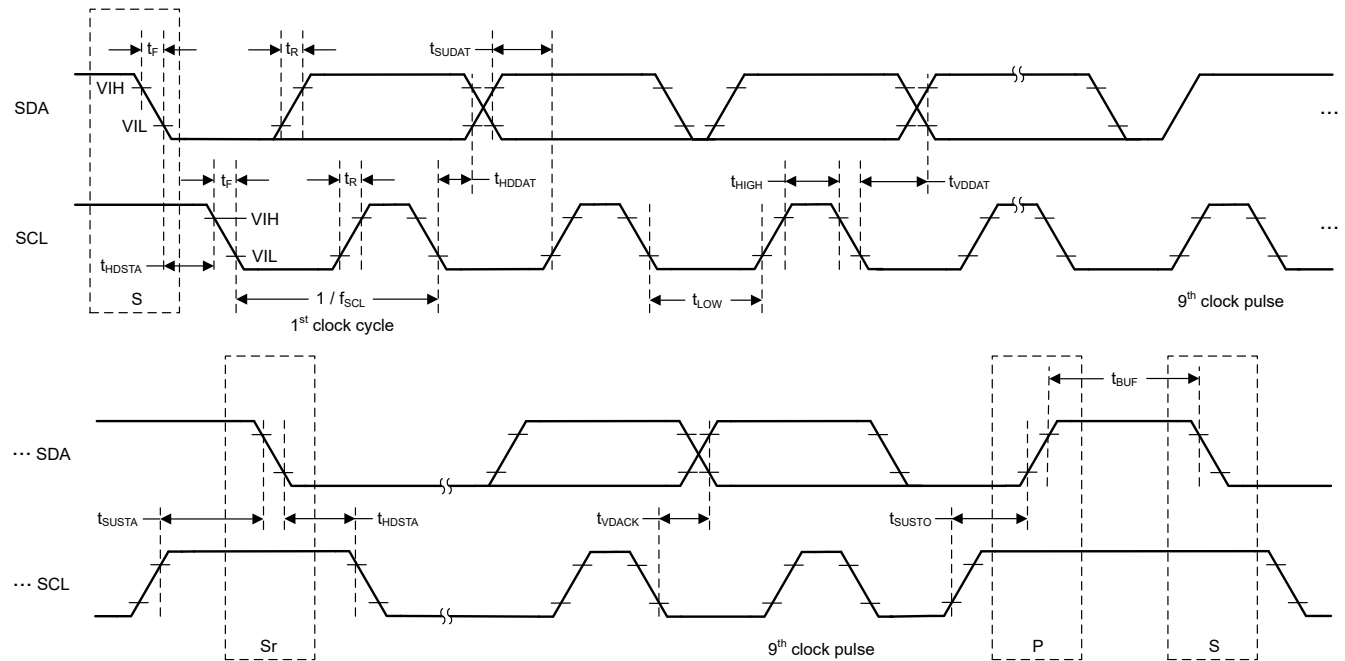 tF
tR
tSUDAT
VIH
SDA
VIL
...
tF
tR
tHDDAT
tHIGH
tVDDAT
VIH
SCL
VIL
...
tHDSTA
S
1 / fSCL
tLOW
9th clock pulse
1st clock cycle
tBUF
... SDA
tSUSTA
tHDSTA
tVDACK
tSUSTO
... SCL
Sr
9th clock pulse
P
S